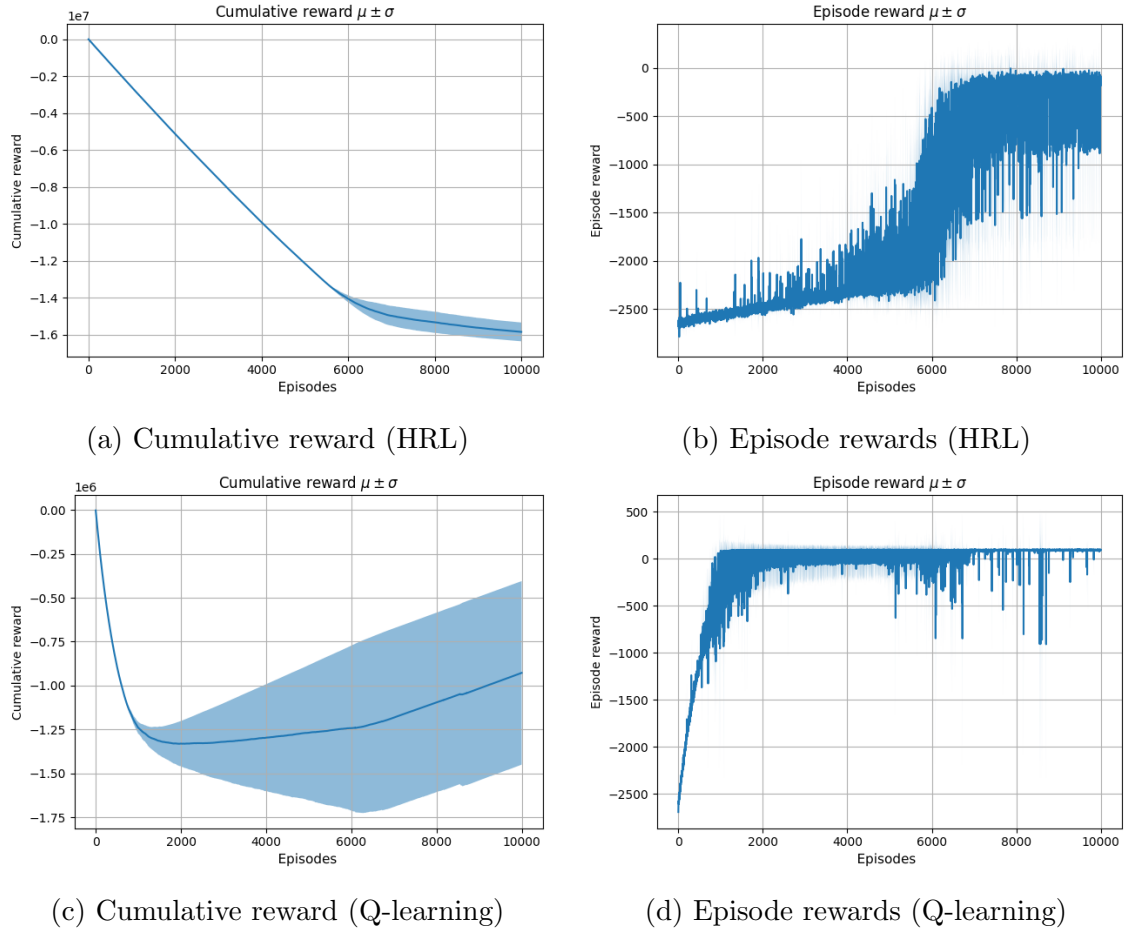 Cumulative reward μ ± σ
1e7
0.0
−0.2
−0.4
−0.6
−0.8
−1.0
−1.2
−1.4
−1.6
Cumulative reward
0 2000 4000 6000 8000 10000
Episodes
(a) Cumulative reward (HRL)
Episode reward μ ± σ
0
−500
−1000
−1500
−2000
−2500
Episode reward
0 2000 4000 6000 8000 10000
Episodes
(b) Episode rewards (HRL)
Cumulative reward μ ± σ
1e6
0.00
−0.25
−0.50
−0.75
−1.00
−1.25
−1.50
−1.75
Cumulative reward
0 2000 4000 6000 8000 10000
Episodes
(c) Cumulative reward (Q-learning)
Episode reward μ ± σ
500
0
−500
−1000
−1500
−2000
−2500
Episode reward
0 2000 4000 6000 8000 10000
Episodes
(d) Episode rewards (Q-learning)